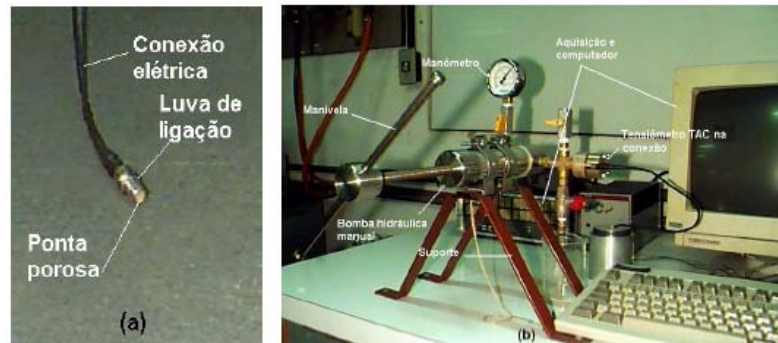 Conexão
elétrica
Luva de
ligação
Ponta
porosa
(a)
Aquisição e
computador
Manômetro
Manivela
Tensiômetro TAC na
conexão
Bomba hidráulica
manual
Suporte
(b)